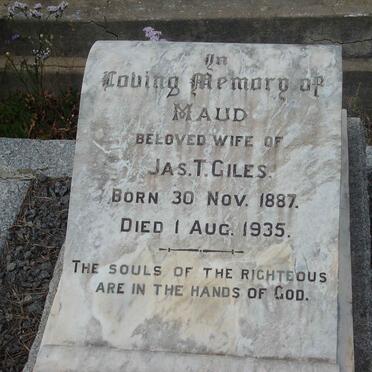 In
Loving Memory of
MAUD
BELOVED WIFE OF
JAS. T. GILES.
BORN 30 NOV. 1887.
DIED 1 AUG. 1935.
THE SOULS OF THE RIGHTEOUS
ARE IN THE HANDS OF GOD.